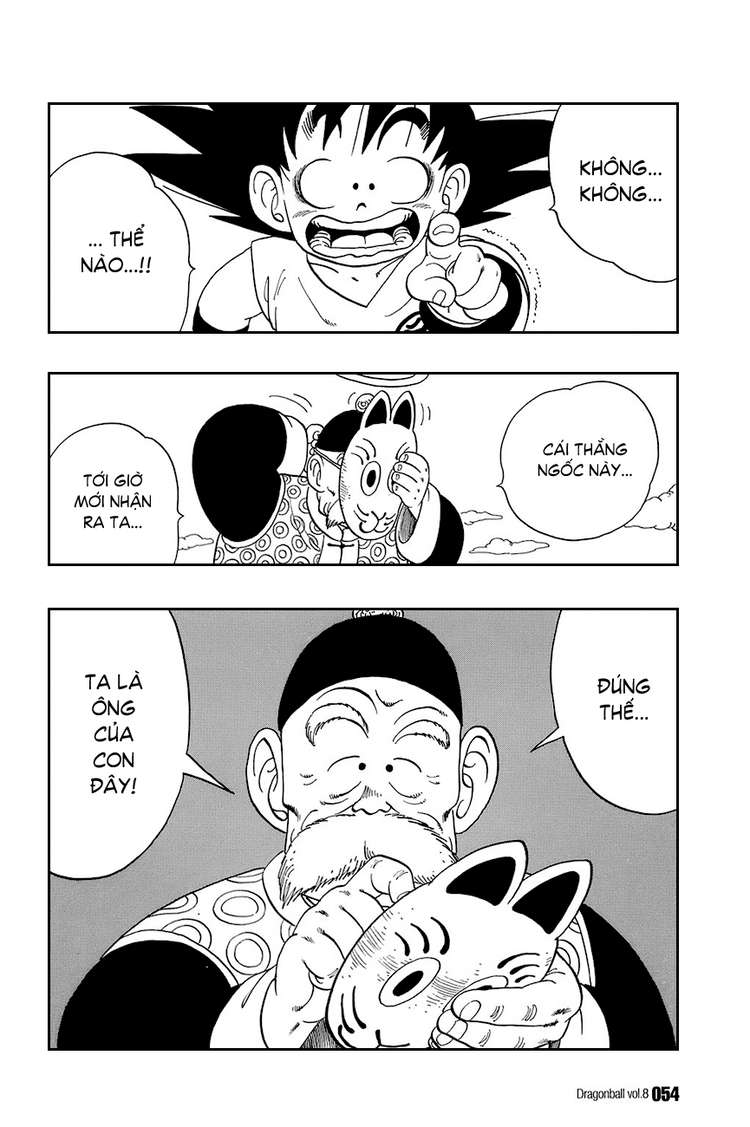 KHÔNG...
KHÔNG...
... THỂ
NÀO...!!
CÁI THẰNG
NGỐC NÀY...
TỚI GIỜ
MỚI NHẬN
RA TA...
ĐÚNG
THẾ...
TA LÀ
ÔNG
CỦA
CON
ĐÂY!
Dragonball vol.8 054